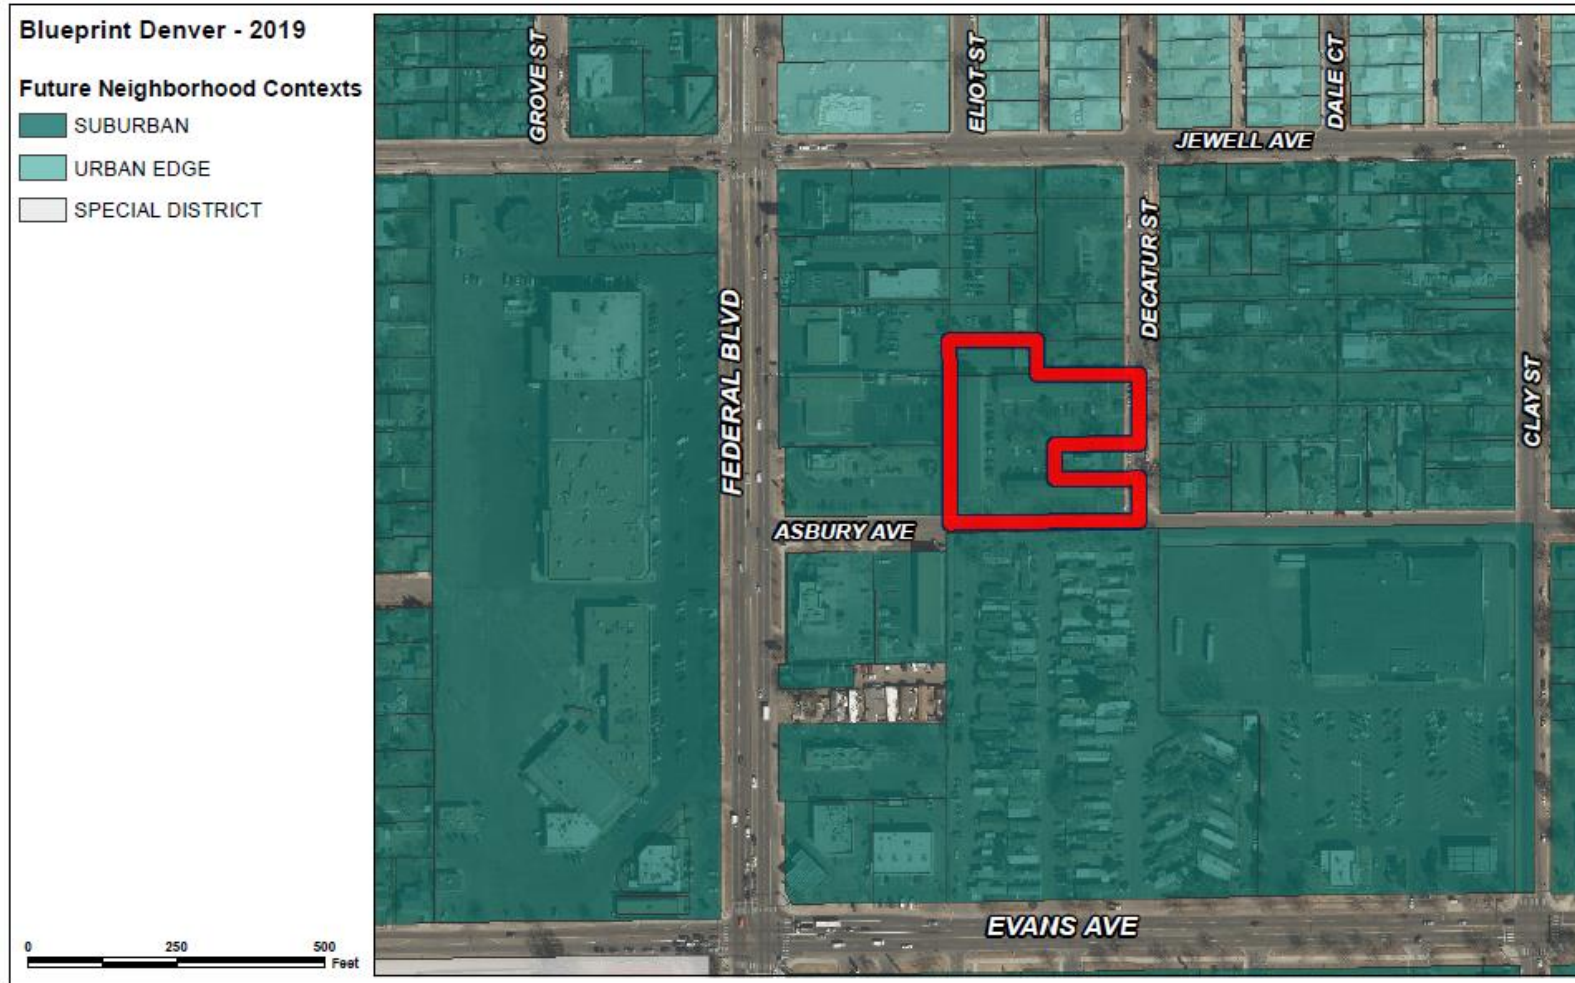 Blueprint Denver - 2019
Future Neighborhood Contexts
SUBURBAN
URBAN EDGE
SPECIAL DISTRICT
0 250 500
Feet
GROVE ST
ELIOT ST
DALE CT
JEWELL AVE
DECATUR ST
FEDERAL BLVD
CLAY ST
ASBURY AVE
EVANS AVE